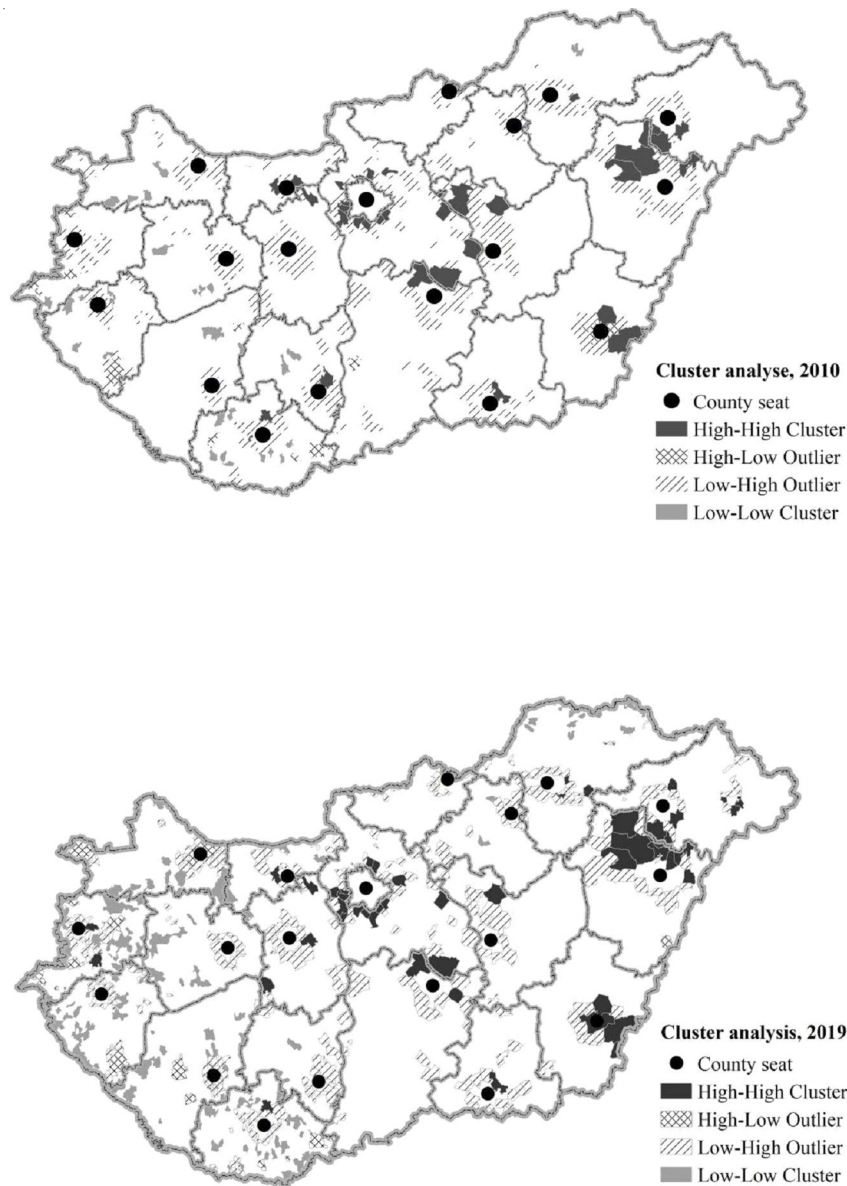 Cluster analyse, 2010
County seat
High-High Cluster
High-Low Outlier
Low-High Outlier
Low-Low Cluster
Cluster analysis, 2019
County seat
High-High Cluster
High-Low Outlier
Low-High Outlier
Low-Low Cluster